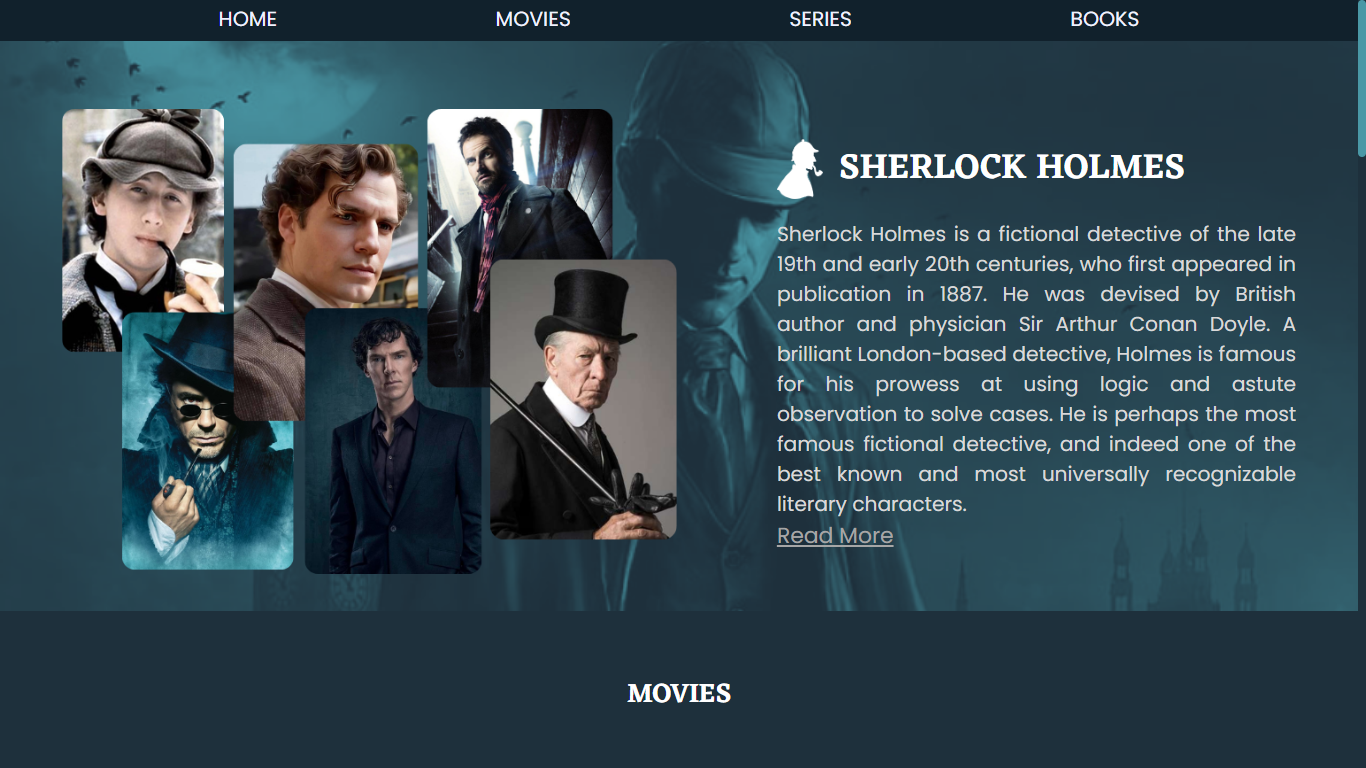 HOME MOVIES SERIES BOOKS
SHERLOCK HOLMES
Sherlock Holmes is a fictional detective of the late
19th and early 20th centuries, who first appeared in
publication in 1887. He was devised by British
author and physician Sir Arthur Conan Doyle. A
brilliant London-based detective, Holmes is famous
for his prowess at using logic and astute
observation to solve cases. He is perhaps the most
famous fictional detective, and indeed one of the
best known and most universally recognizable
literary characters.
Read More
MOVIES